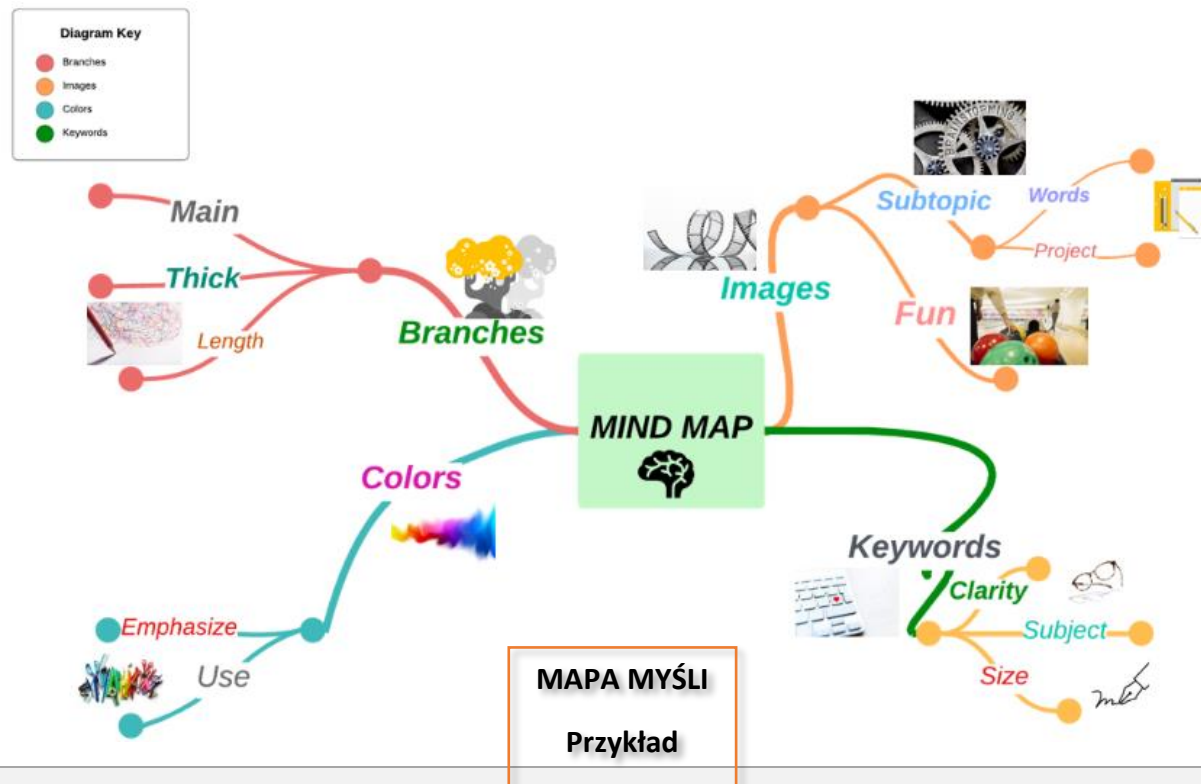 Diagram Key
Branches
Images
Colors
Keywords
Main
Thick
Length
Branches
Images
Subtopic
Words
Project
Fun
BRAINSTORMING
MIND MAP
Colors
Emphasize
Use
Keywords
Clarity
Subject
Size
MAPA MYŚLI
Przykład